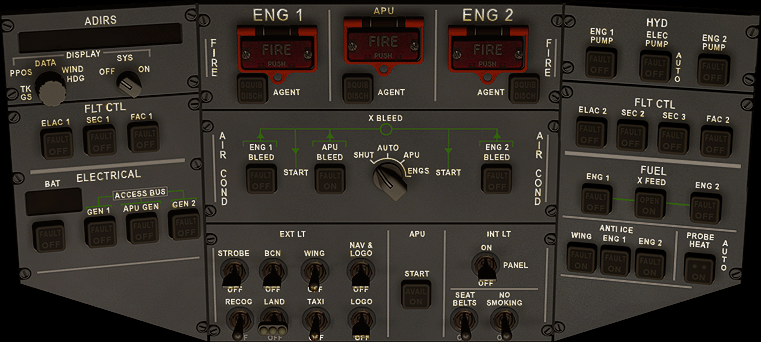 ADIRS
DISPLAY
DATA
SYS
PPOS
WIND
HDG
TK
GS
OFF
ON
FLT CTL
ELAC 1
SEC 1
FAC 1
FAULT
OFF
FAULT
OFF
FAULT
OFF
ELECTRICAL
BAT
ACCESS BUS
GEN 1
APU GEN
GEN 2
FAULT
OFF
FAULT
OFF
FAULT
OFF
FAULT
OFF
ENG 1
APU
ENG 2
FIRE
FIRE
PUSH
FIRE
PUSH
FIRE
PUSH
FIRE
SQUIB
DISCH
AGENT
SQUIB
DISCH
AGENT
AGENT
SQUIB
DISCH
X BLEED
AIR COND
ENG 1
BLEED
APU
BLEED
AUTO
SHUT
APU
ENGS
ENG 2
BLEED
START
START
FAULT
OFF
FAULT
ON
FAULT
OFF
AIR COND
EXT LT
STROBE
BCN
WING
NAV &
LOGO
OFF
OFF
OFF
OFF
RECOG
LAND
TAXI
LOGO
OFF
OFF
APU
START
ON
INT LT
ON
PANEL
OFF
SEAT
BELTS
NO
SMOKING
HYD
ENG 1
PUMP
ELEC
PUMP
ENG 2
PUMP
AUTO
FAULT
OFF
FAULT
FAULT
OFF
FLT CTL
ELAC 2
SEC 2
SEC 3
FAC 2
FAULT
OFF
FAULT
OFF
FAULT
OFF
FAULT
OFF
FUEL
ENG 1
X FEED
ENG 2
FAULT
OFF
OPEN
ON
FAULT
OFF
ANTI ICE
WING
ENG 1
ENG 2
PROBE
HEAT
AUTO
FAULT
ON
FAULT
ON
FAULT
ON
ON